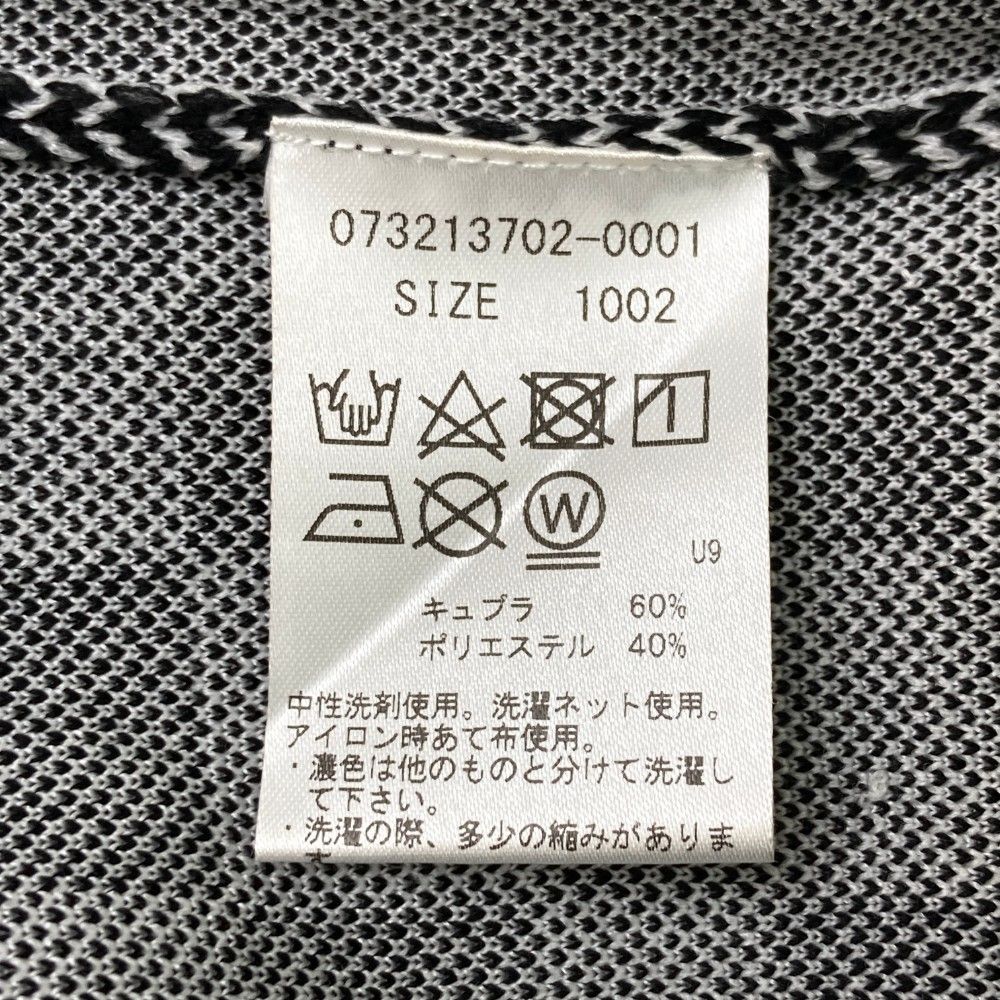 073213702-0001
SIZE 1002
W
U9
キュプラ 60%
ポリエステル 40%
中性洗剤使用。洗濯ネット使用。
アイロン時あて布使用。
・濃色は他のものと分けて洗濯し
て下さい。
・洗濯の際、多少の縮みがありま